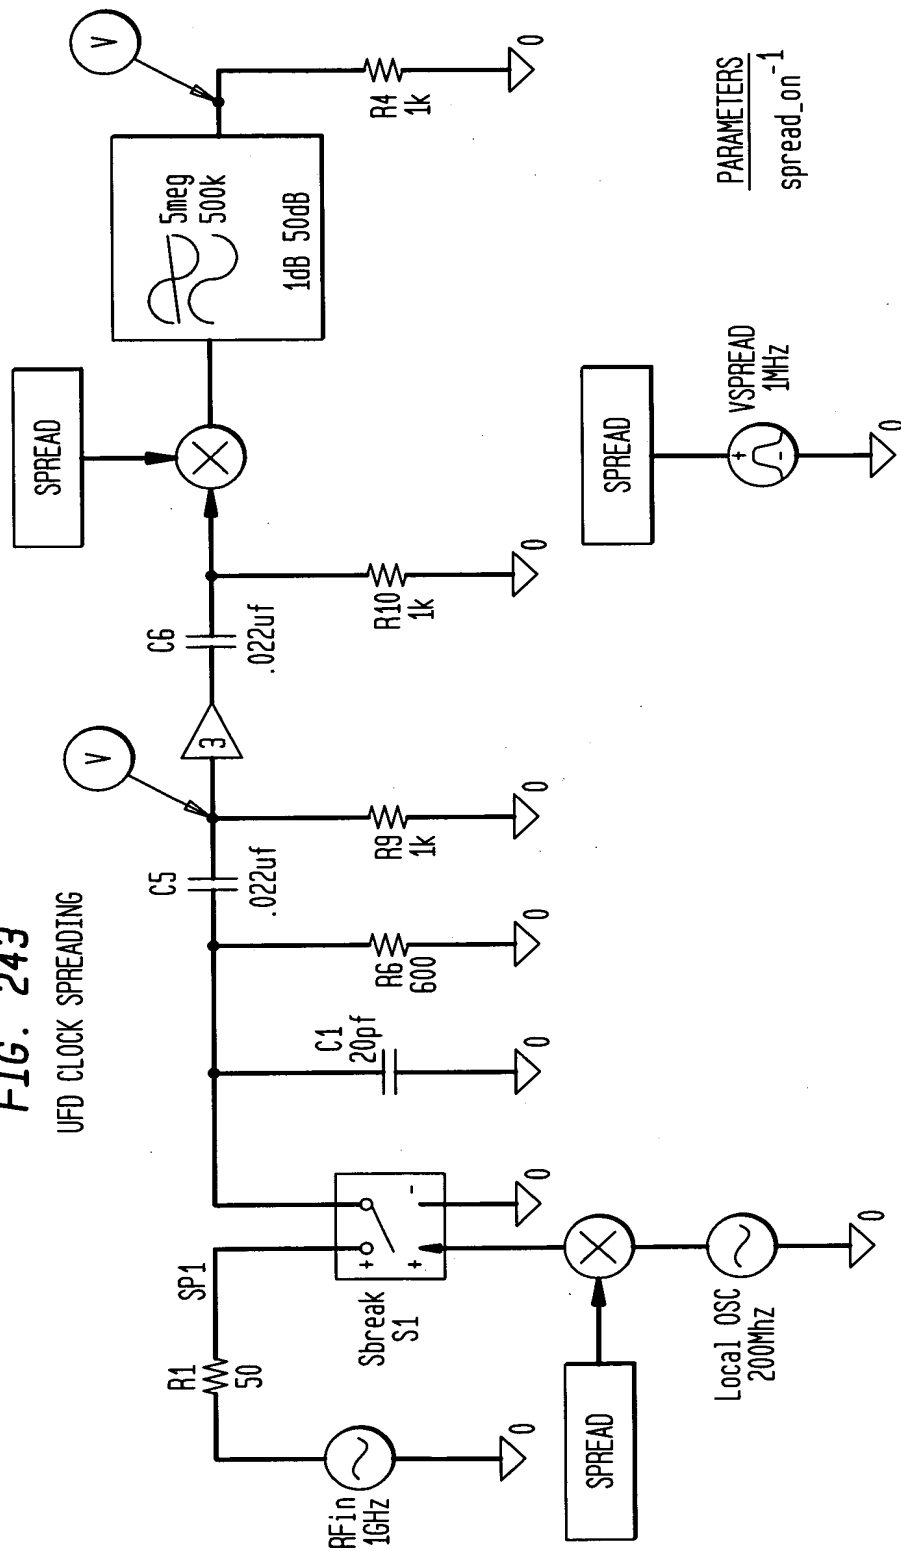 FIG. 243
UFD CLOCK SPREADING
RFin
1GHz
0
R1
50
SP1
Sbreak
S1
+
+
-
0
SPREAD
Local OSC
200Mhz
0
C1
20pf
0
R6
600
0
C5
.022uf
V
R9
1k
0
3
C6
.022uf
R10
1k
0
SPREAD
5meg
500k
1dB 50dB
V
R4
1k
0
SPREAD
+
-
VSPREAD
1MHz
0
PARAMETERS
spread_on-1